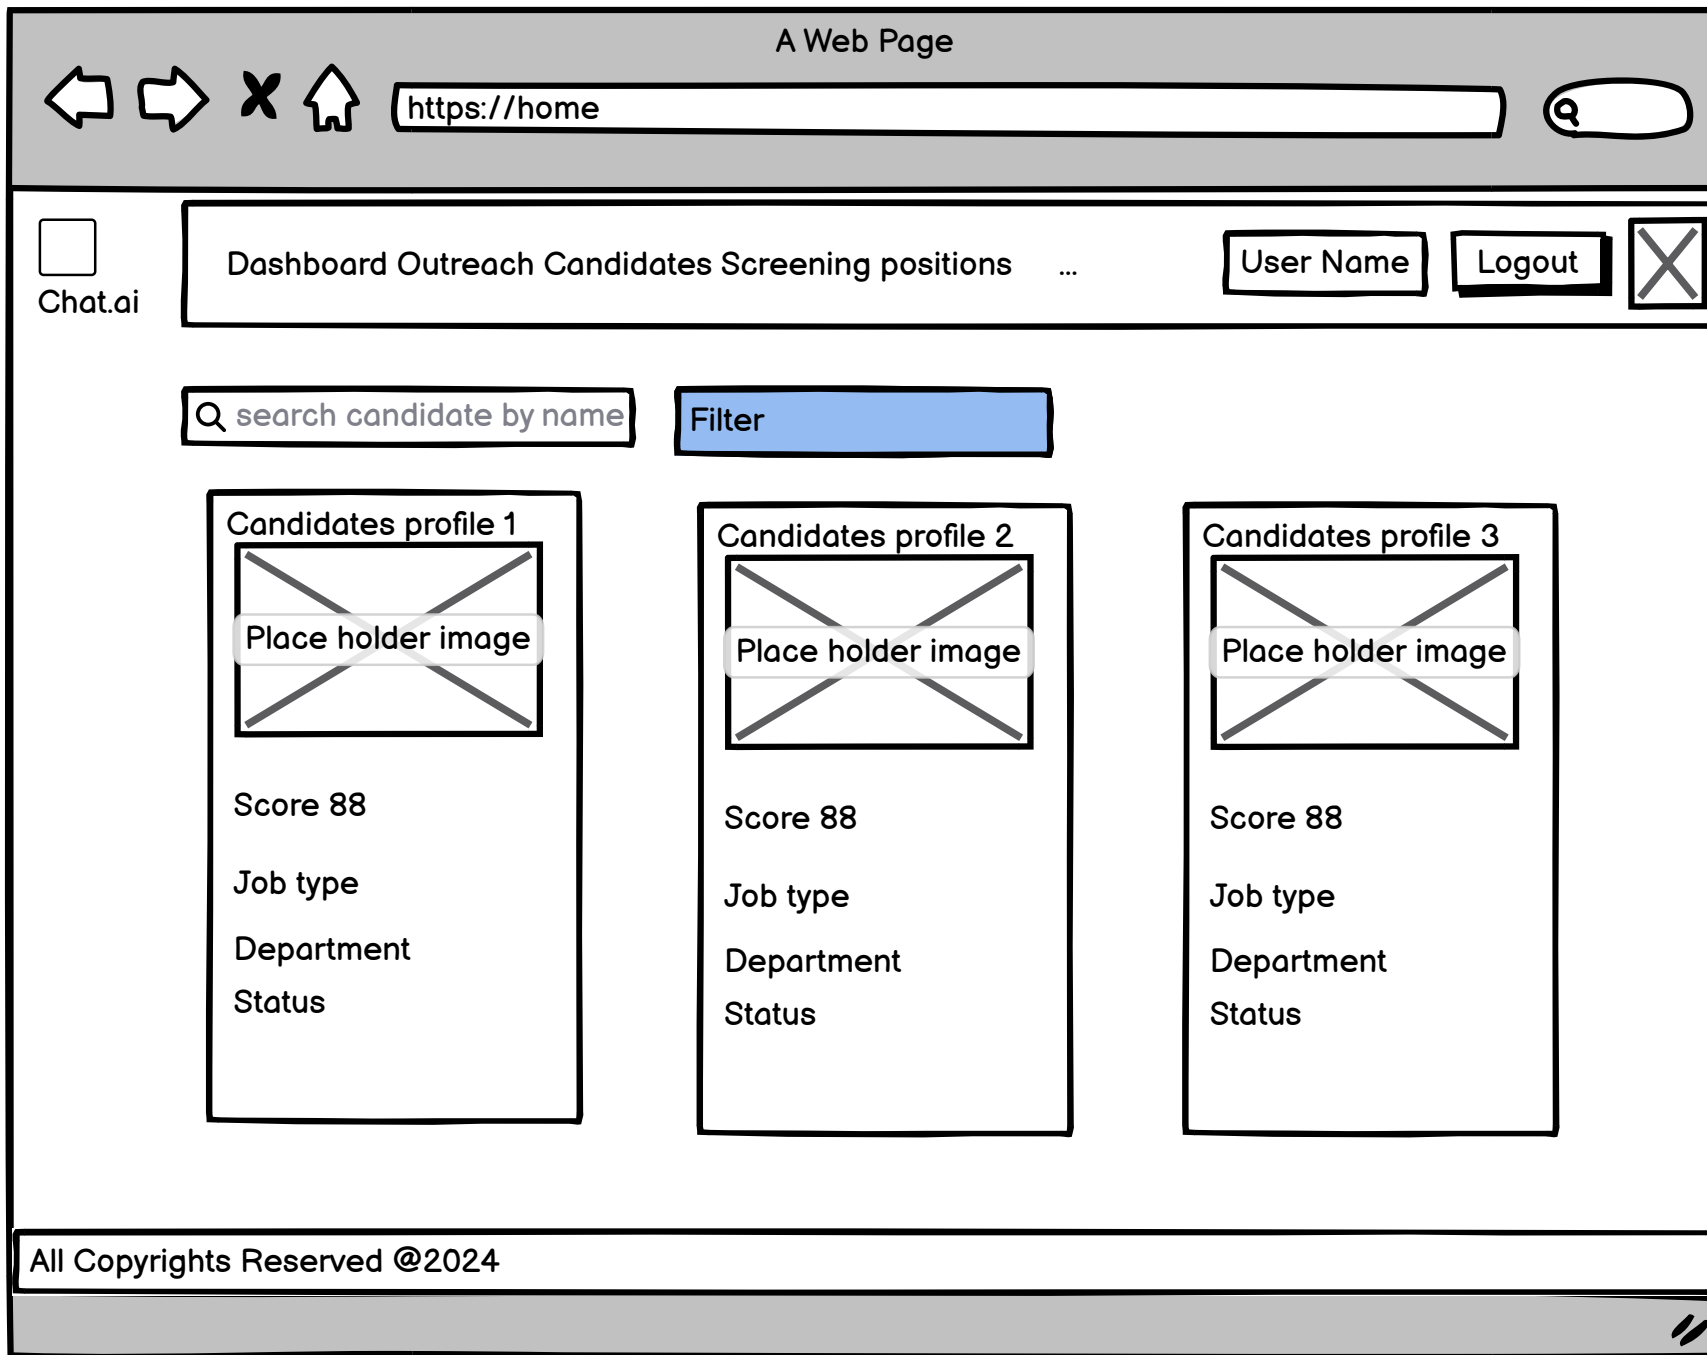 A Web Page
https://home
Dashboard Outreach Candidates Screening positions ...
User Name
Logout
Chat.ai
search candidate by name
Filter
Candidates profile 1
Place holder image
Score 88
Job type
Department
Status
Candidates profile 2
Place holder image
Score 88
Job type
Department
Status
Candidates profile 3
Place holder image
Score 88
Job type
Department
Status
All Copyrights Reserved @2024